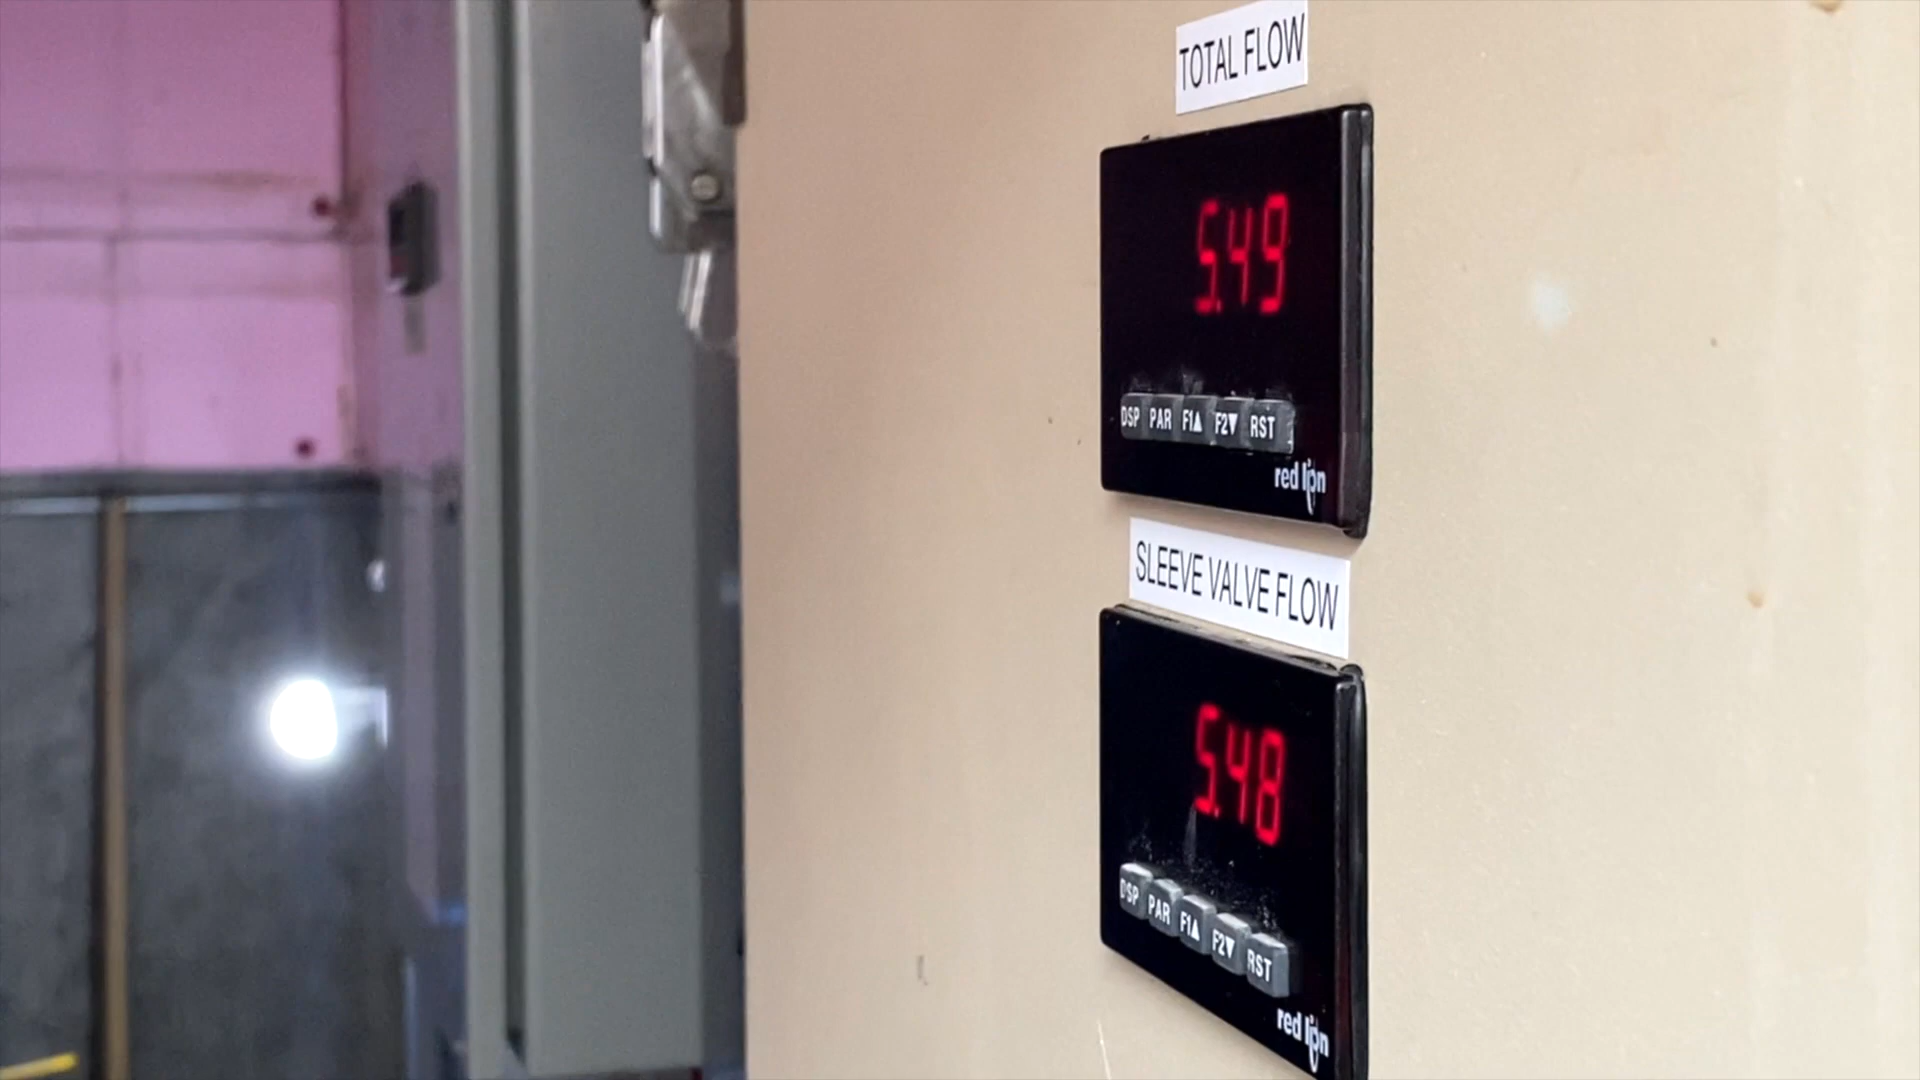 TOTAL FLOW
5.49
DSP PAR F1▲ F2▼ RST
red lion
SLEEVE VALVE FLOW
5.48
DSP PAR F1▲ F2▼ RST
red lion